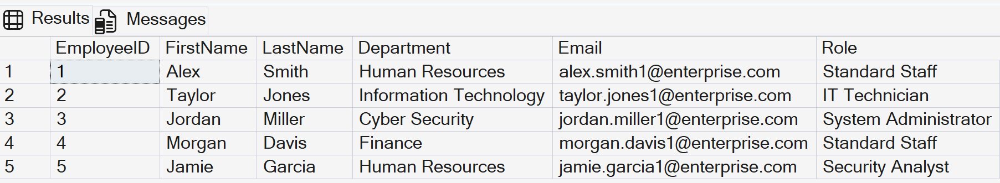 Results Messages
EmployeeID FirstName LastName Department Email Role
1 1 Alex Smith Human Resources alex.smith1@enterprise.com Standard Staff
2 2 Taylor Jones Information Technology taylor.jones1@enterprise.com IT Technician
3 3 Jordan Miller Cyber Security jordan.miller1@enterprise.com System Administrator
4 4 Morgan Davis Finance morgan.davis1@enterprise.com Standard Staff
5 5 Jamie Garcia Human Resources jamie.garcia1@enterprise.com Security Analyst